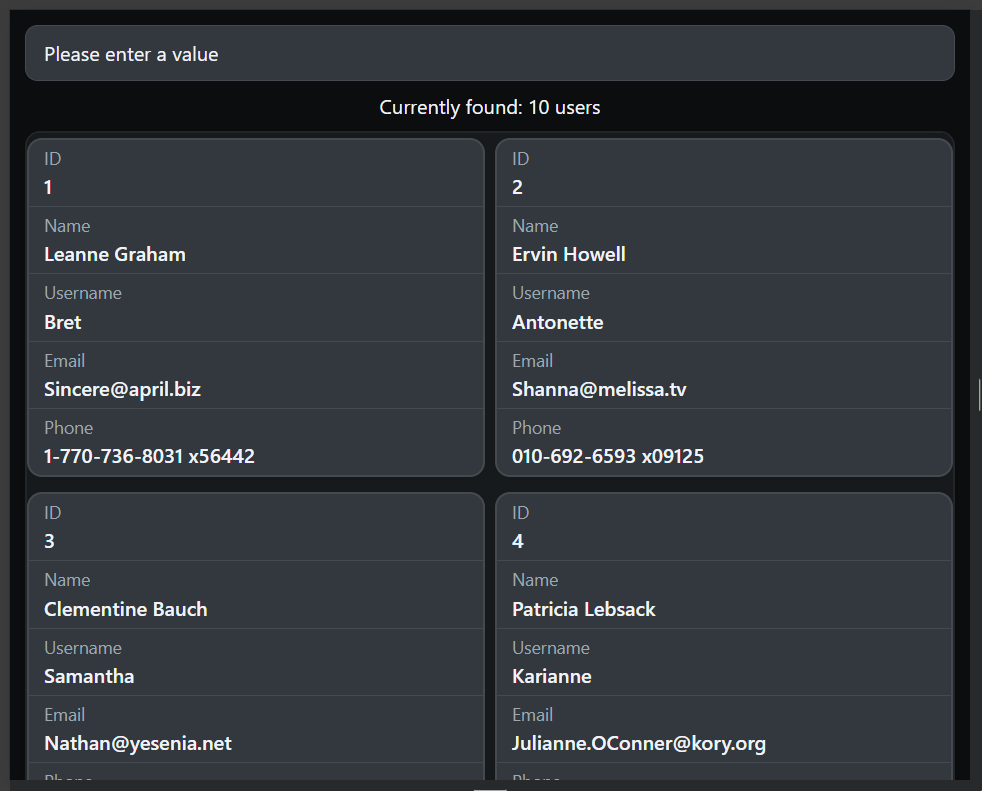 Please enter a value
Currently found: 10 users
ID
1
Name
Leanne Graham
Username
Bret
Email
Sincere@april.biz
Phone
1-770-736-8031 x56442
ID
2
Name
Ervin Howell
Username
Antonette
Email
Shanna@melissa.tv
Phone
010-692-6593 x09125
ID
3
Name
Clementine Bauch
Username
Samantha
Email
Nathan@yesenia.net
Phone
ID
4
Name
Patricia Lebsack
Username
Karianne
Email
Julianne.OConner@kory.org
Phone